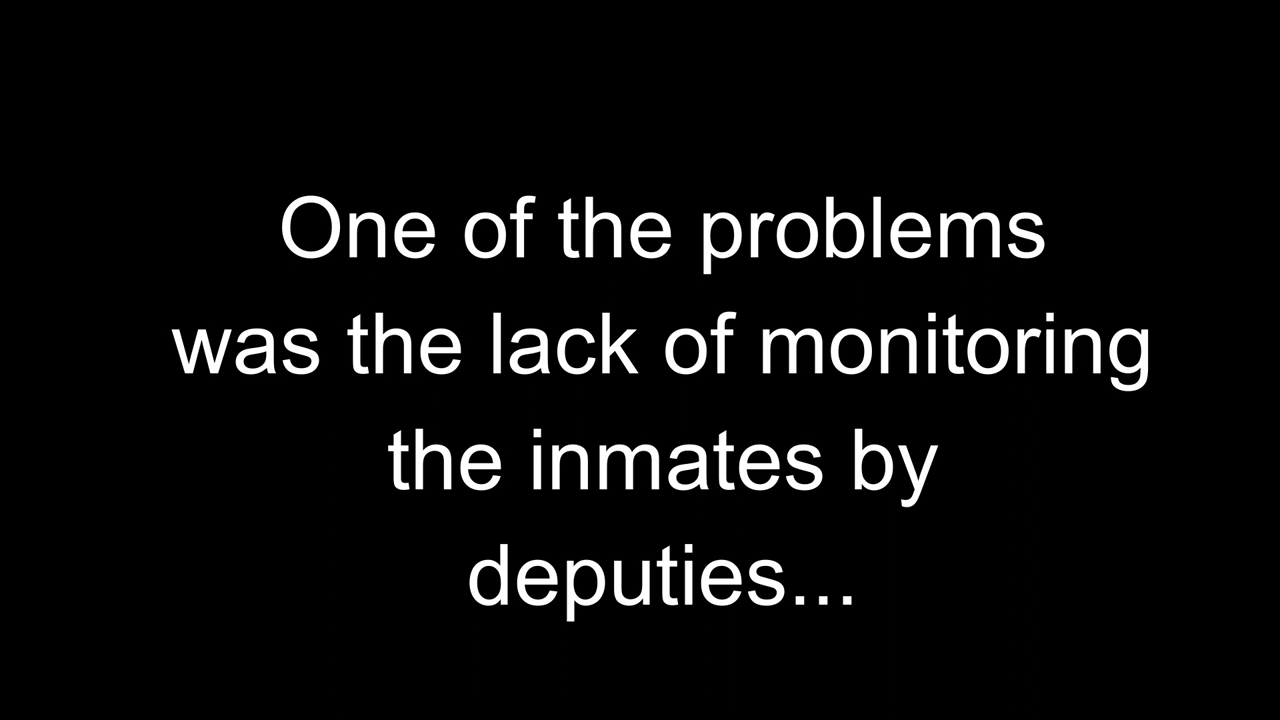 One of the problems
was the lack of monitoring
the inmates by
deputies...